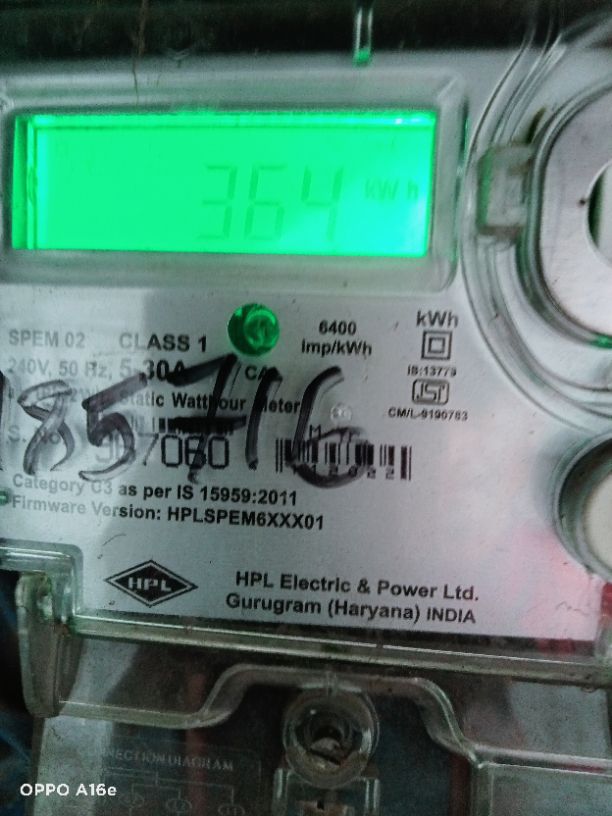 364 kWh
SPEM 02 CLASS 1 6400 imp/kWh kWh
240V, 50 Hz, 5-30A IS:13779
Static Watthour Meter
CM/L-9190783
185716
Category C3 as per IS 15959:2011
Firmware Version: HPLSPEM6XXX01
HPL HPL Electric & Power Ltd.
Gurugram (Haryana) INDIA
CONNECTION DIAGRAM
OPPO A16e